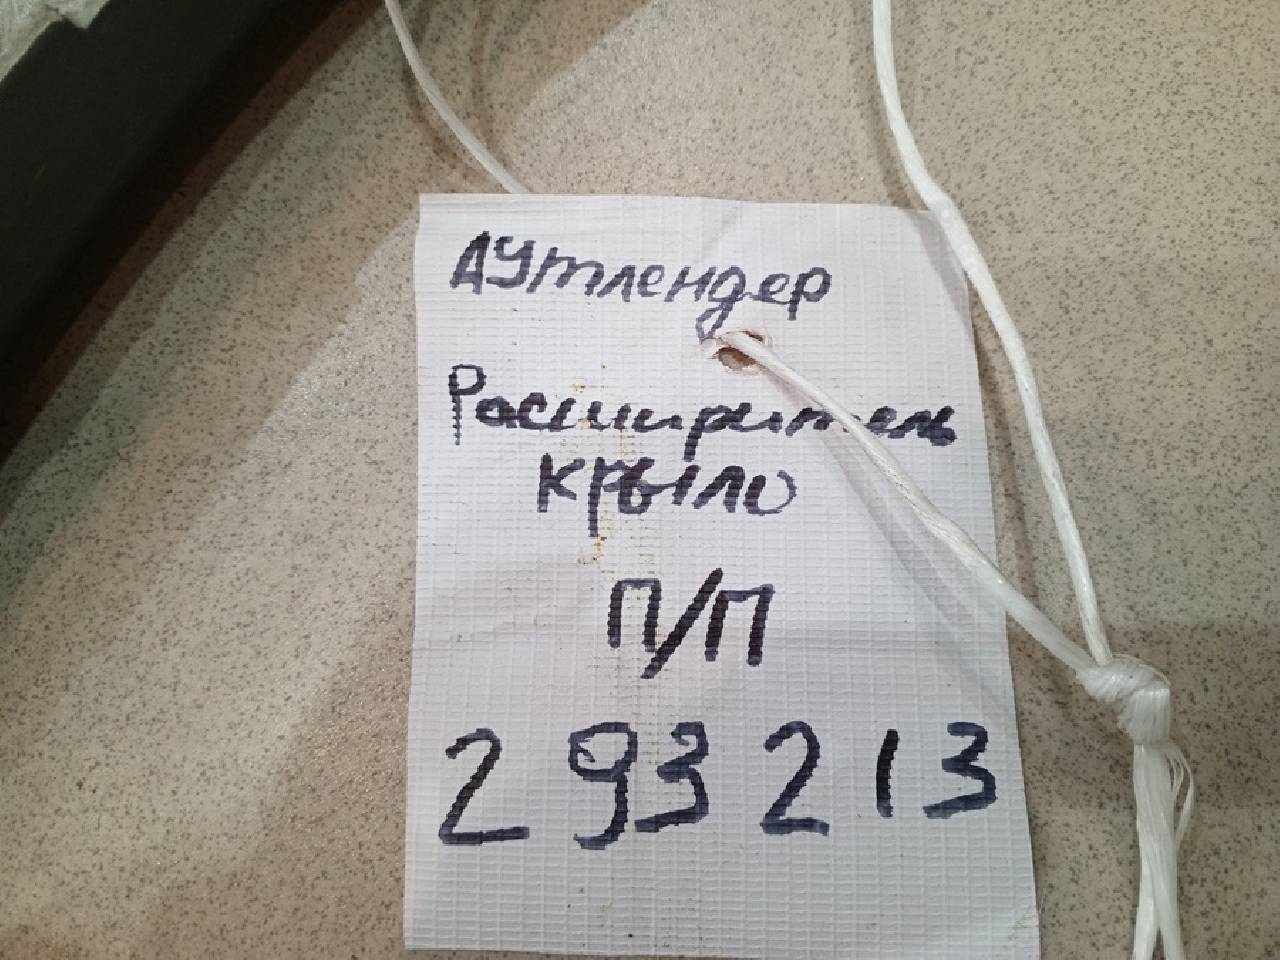 Аутлендер
Расширитель
крыло
П/П
293213